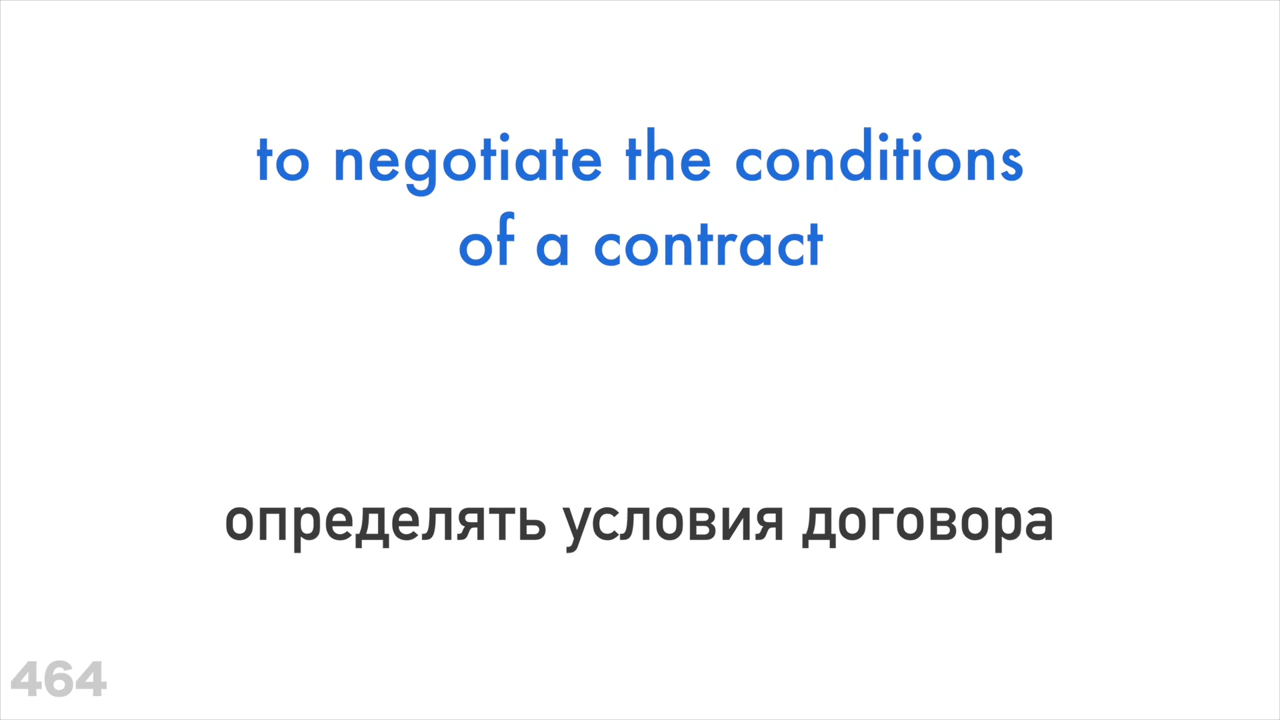 to negotiate the conditions
of a contract
определять условия договора
464